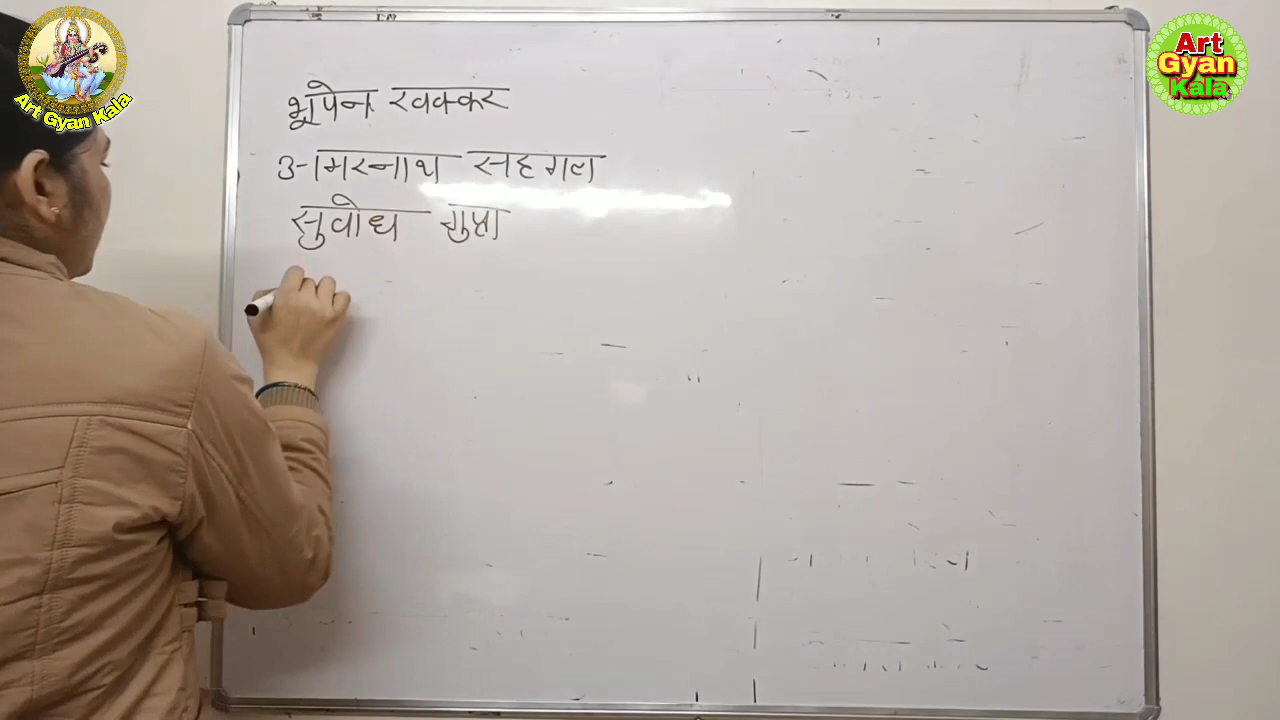 Art Gyan Kala
Art
Gyan
Kala
भूपेन खक्कर
अमरनाथ सहगल
सुवोध गुप्ता